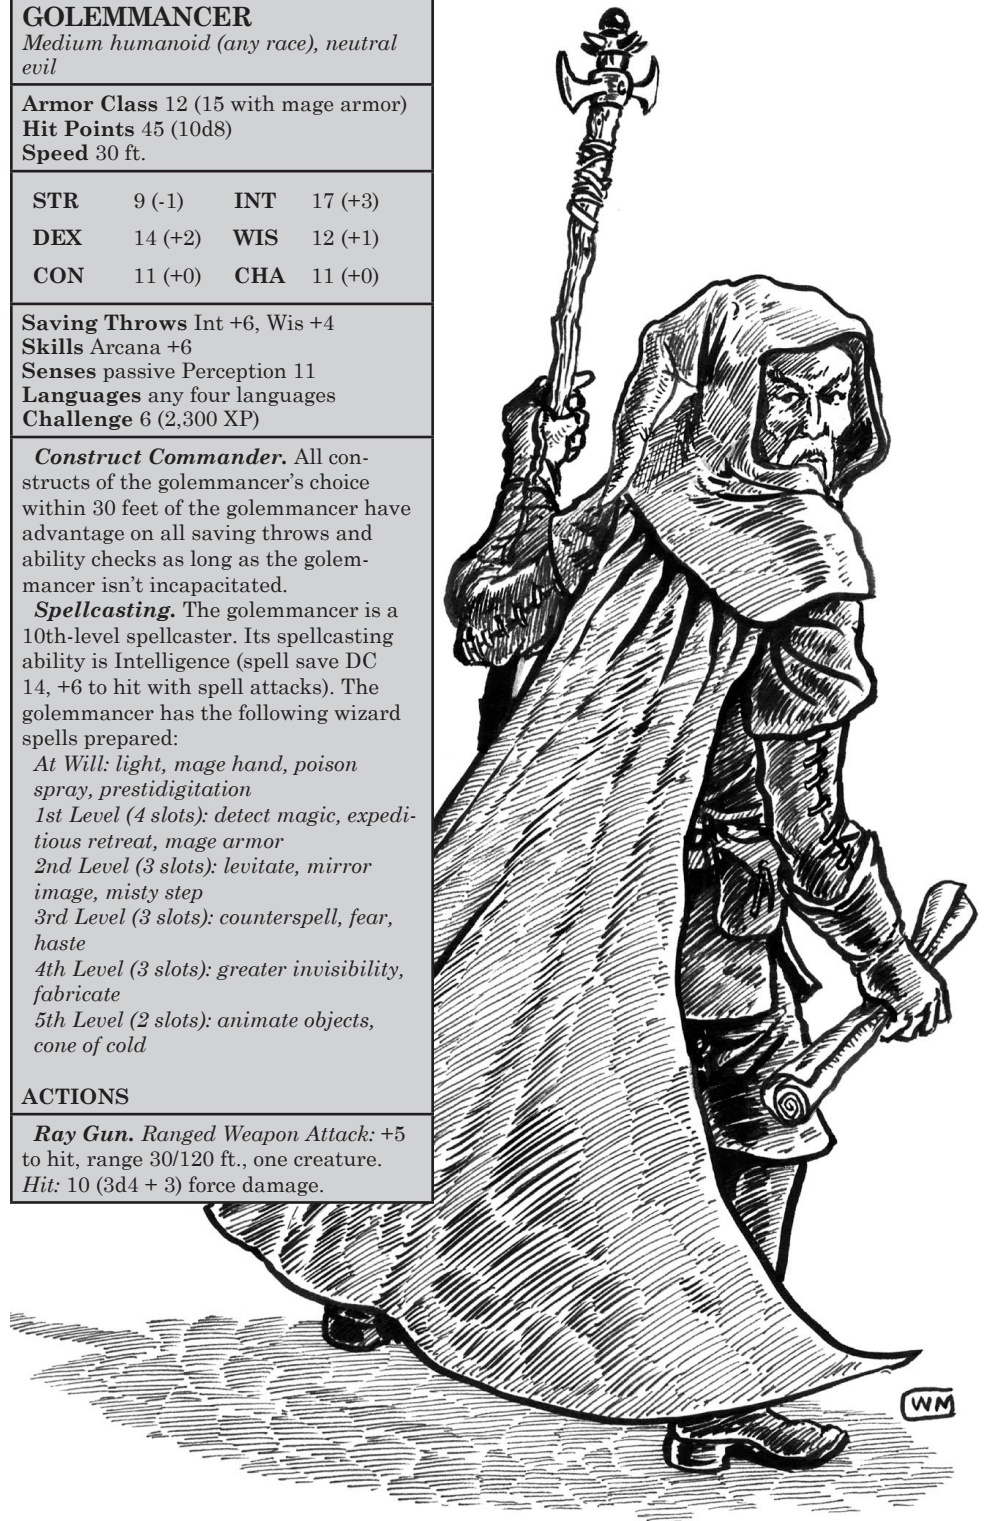 GOLEMMANCER
Medium humanoid (any race), neutral
evil
Armor Class 12 (15 with mage armor)
Hit Points 45 (10d8)
Speed 30 ft.
STR 9 (-1) INT 17 (+3)
DEX 14 (+2) WIS 12 (+1)
CON 11 (+0) CHA 11 (+0)
Saving Throws Int +6, Wis +4
Skills Arcana +6
Senses passive Perception 11
Languages any four languages
Challenge 6 (2,300 XP)
Construct Commander. All con-
structs of the golemmancer's choice
within 30 feet of the golemmancer have
advantage on all saving throws and
ability checks as long as the golem-
mancer isn't incapacitated.
Spellcasting. The golemmancer is a
10th-level spellcaster. Its spellcasting
ability is Intelligence (spell save DC
14, +6 to hit with spell attacks). The
golemmancer has the following wizard
spells prepared:
At Will: light, mage hand, poison
spray, prestidigitation
1st Level (4 slots): detect magic, expedi-
tious retreat, mage armor
2nd Level (3 slots): levitate, mirror
image, misty step
3rd Level (3 slots): counterspell, fear,
haste
4th Level (3 slots): greater invisibility,
fabricate
5th Level (2 slots): animate objects,
cone of cold
ACTIONS
Ray Gun. Ranged Weapon Attack: +5
to hit, range 30/120 ft., one creature.
Hit: 10 (3d4 + 3) force damage.
WM